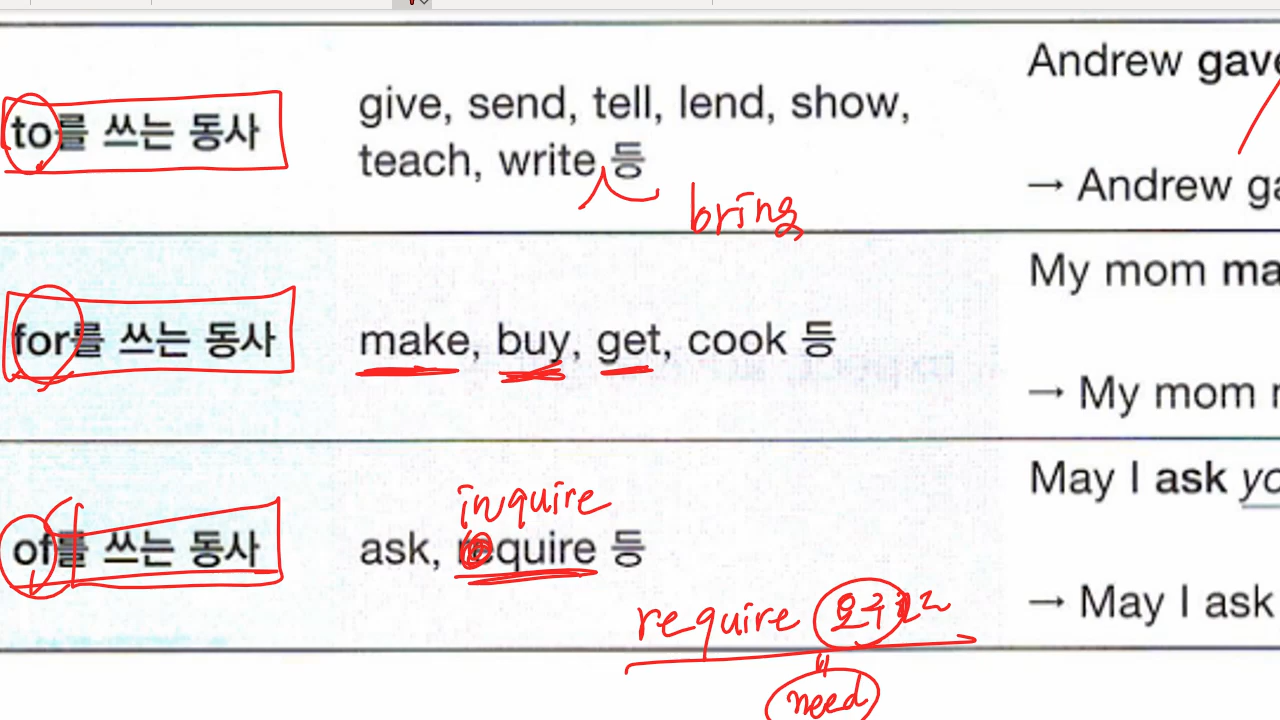 Andrew gave
to를 쓰는 동사
give, send, tell, lend, show,
teach, write 등
→ Andrew ga
bring
My mom ma
for를 쓰는 동사
make, buy, get, cook 등
→ My mom
May I ask yo
inquire
of를 쓰는 동사
ask, require 등
→ May I ask
require 요구
need